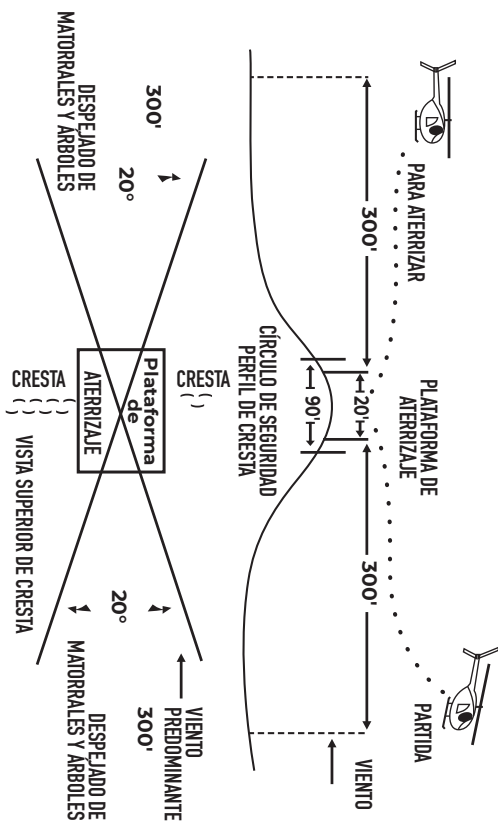 PARA ATERRIZAR
PLATAFORMA DE
ATERRIZAJE
PARTIDA
300'
20'
300'
90'
VIENTO
CÍRCULO DE SEGURIDAD
PERFIL DE CRESTA
CRESTA
VIENTO
PREDOMINANTE
300'
20°
DESPEJADO DE
MATORRALES Y ÁRBOLES
Plataforma
de
ATERRIZAJE
300'
20°
DESPEJADO DE
MATORRALES Y ÁRBOLES
CRESTA
VISTA SUPERIOR DE CRESTA